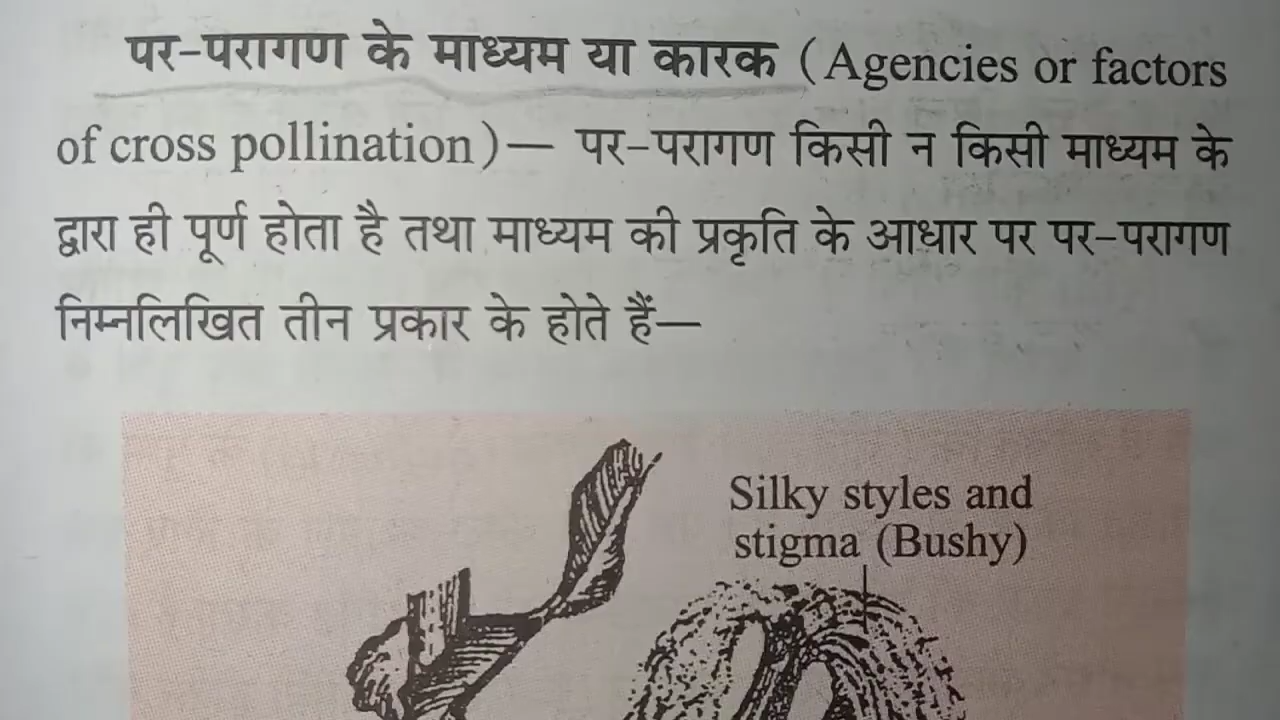 पर-परागण के माध्यम या कारक (Agencies or factors
of cross pollination)— पर-परागण किसी न किसी माध्यम के
द्वारा ही पूर्ण होता है तथा माध्यम की प्रकृति के आधार पर पर-परागण
निम्नलिखित तीन प्रकार के होते हैं—
Silky styles and
stigma (Bushy)